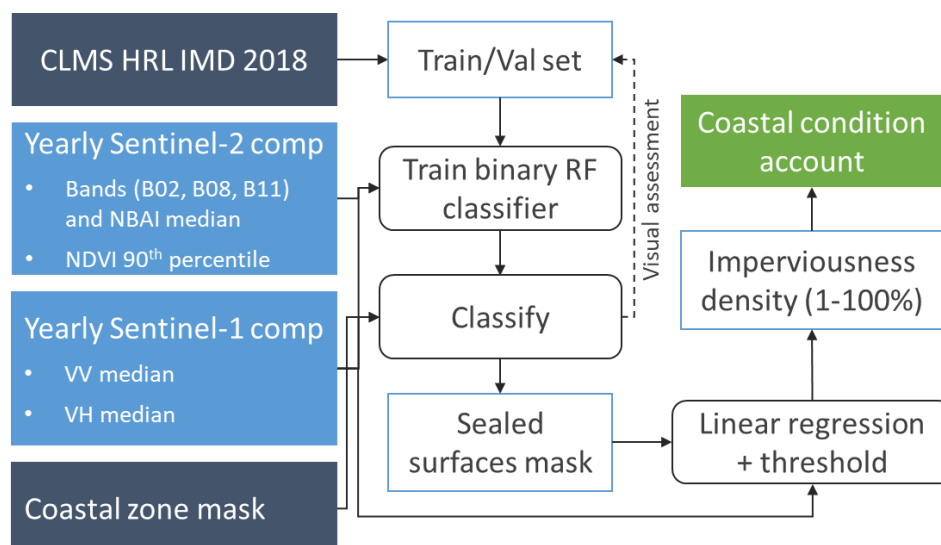 CLMS HRL IMD 2018
Train/Val set
Yearly Sentinel-2 comp
• Bands (B02, B08, B11)
and NBAI median
• NDVI 90th percentile
Train binary RF
classifier
Visual assessment
Coastal condition
account
Yearly Sentinel-1 comp
• VV median
• VH median
Classify
Imperviousness
density (1-100%)
Sealed
surfaces mask
Linear regression
+ threshold
Coastal zone mask